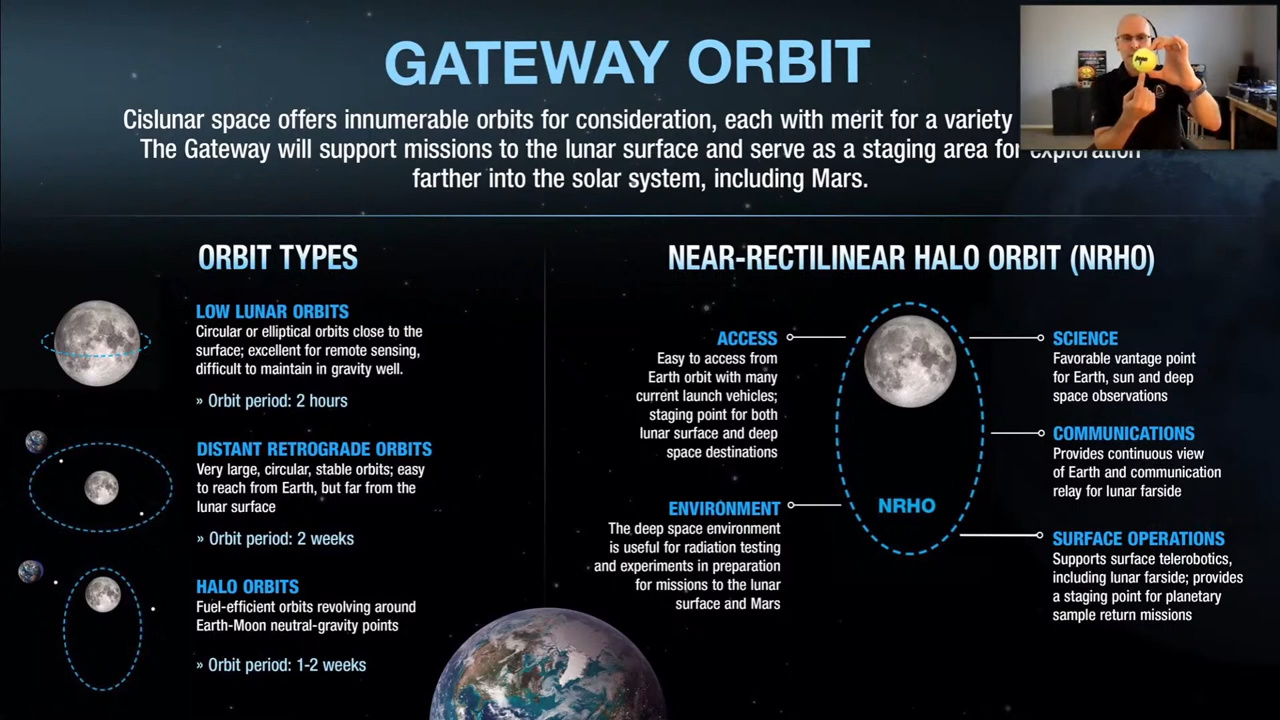 GATEWAY ORBIT
Cislunar space offers innumerable orbits for consideration, each with merit for a variety
The Gateway will support missions to the lunar surface and serve as a staging area for exploration
farther into the solar system, including Mars.
ORBIT TYPES
LOW LUNAR ORBITS
Circular or elliptical orbits close to the
surface; excellent for remote sensing,
difficult to maintain in gravity well.
» Orbit period: 2 hours
DISTANT RETROGRADE ORBITS
Very large, circular, stable orbits; easy
to reach from Earth, but far from the
lunar surface
» Orbit period: 2 weeks
HALO ORBITS
Fuel-efficient orbits revolving around
Earth-Moon neutral-gravity points
» Orbit period: 1-2 weeks
NEAR-RECTILINEAR HALO ORBIT (NRHO)
ACCESS
Easy to access from
Earth orbit with many
current launch vehicles;
staging point for both
lunar surface and deep
space destinations
ENVIRONMENT
The deep space environment
is useful for radiation testing
and experiments in preparation
for missions to the lunar
surface and Mars
NRHO
SCIENCE
Favorable vantage point
for Earth, sun and deep
space observations
COMMUNICATIONS
Provides continuous view
of Earth and communication
relay for lunar farside
SURFACE OPERATIONS
Supports surface telerobotics,
including lunar farside; provides
a staging point for planetary
sample return missions